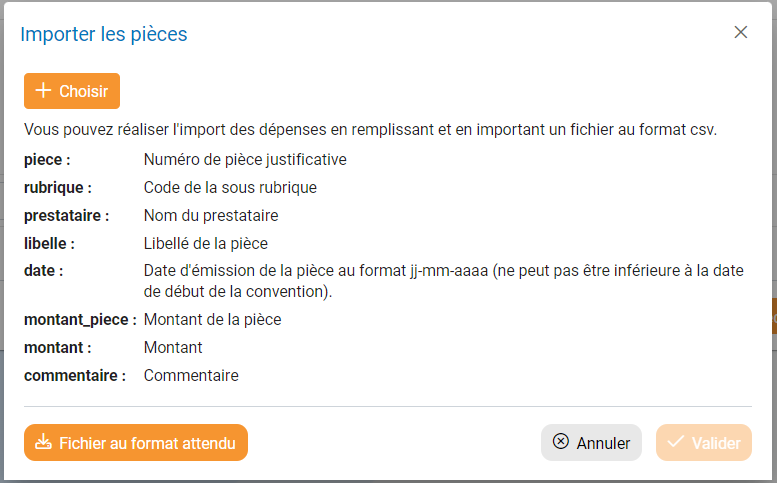 Importer les pièces
Choisir
Vous pouvez réaliser l'import des dépenses en remplissant et en important un fichier au format csv.
piece : Numéro de pièce justificative
rubrique : Code de la sous rubrique
prestataire : Nom du prestataire
libelle : Libellé de la pièce
date : Date d'émission de la pièce au format jj-mm-aaaa (ne peut pas être inférieure à la date
de début de la convention).
montant_piece : Montant de la pièce
montant : Montant
commentaire : Commentaire
Fichier au format attendu Annuler Valider